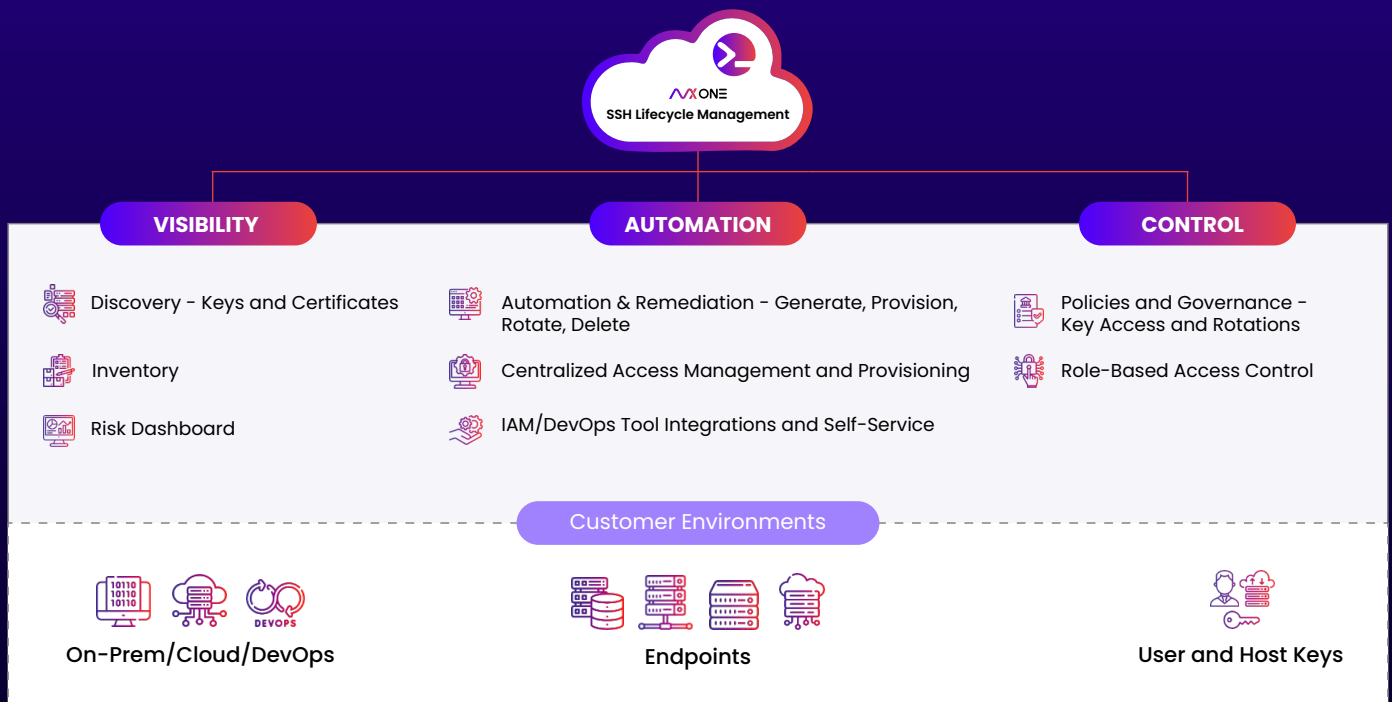 AVX ONE
SSH Lifecycle Management
VISIBILITY
Discovery - Keys and Certificates
Inventory
Risk Dashboard
AUTOMATION
Automation & Remediation - Generate, Provision,
Rotate, Delete
Centralized Access Management and Provisioning
IAM/DevOps Tool Integrations and Self-Service
CONTROL
Policies and Governance -
Key Access and Rotations
Role-Based Access Control
Customer Environments
10110
10110
10110
DEVOPS
On-Prem/Cloud/DevOps
Endpoints
User and Host Keys